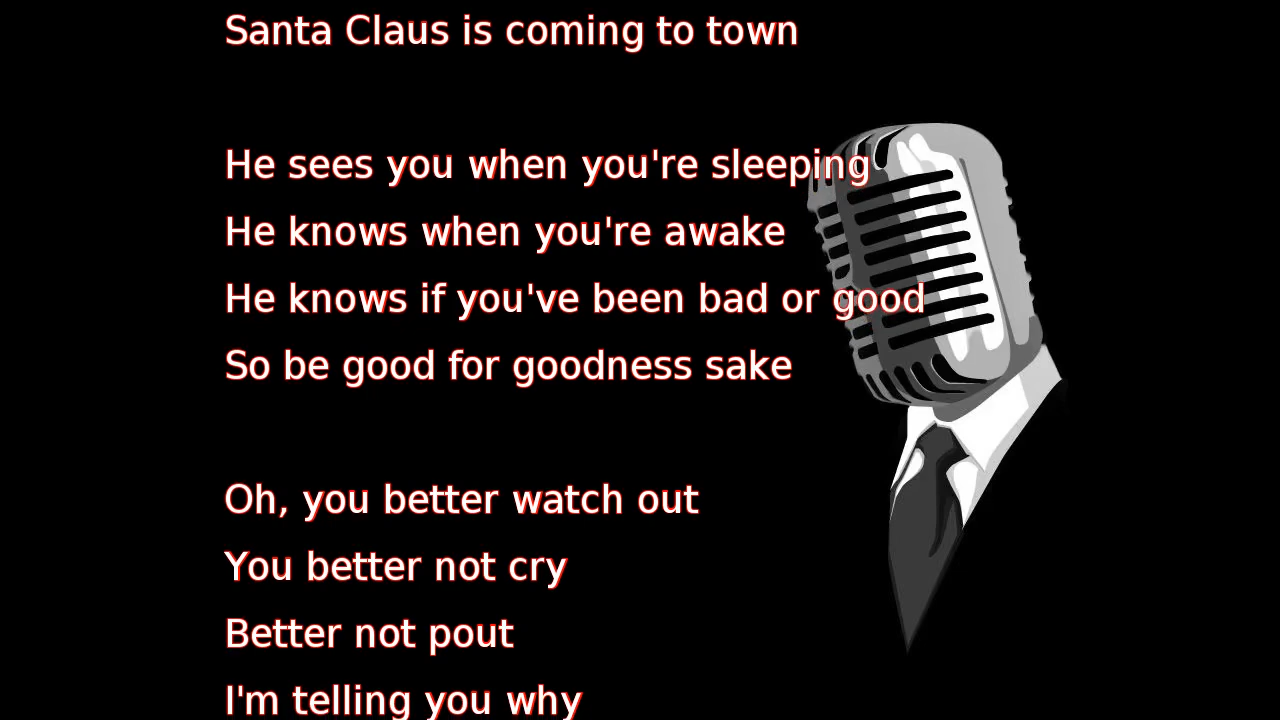 Santa Claus is coming to town
He sees you when you're sleeping
He knows when you're awake
He knows if you've been bad or good
So be good for goodness sake
Oh, you better watch out
You better not cry
Better not pout
I'm telling you why